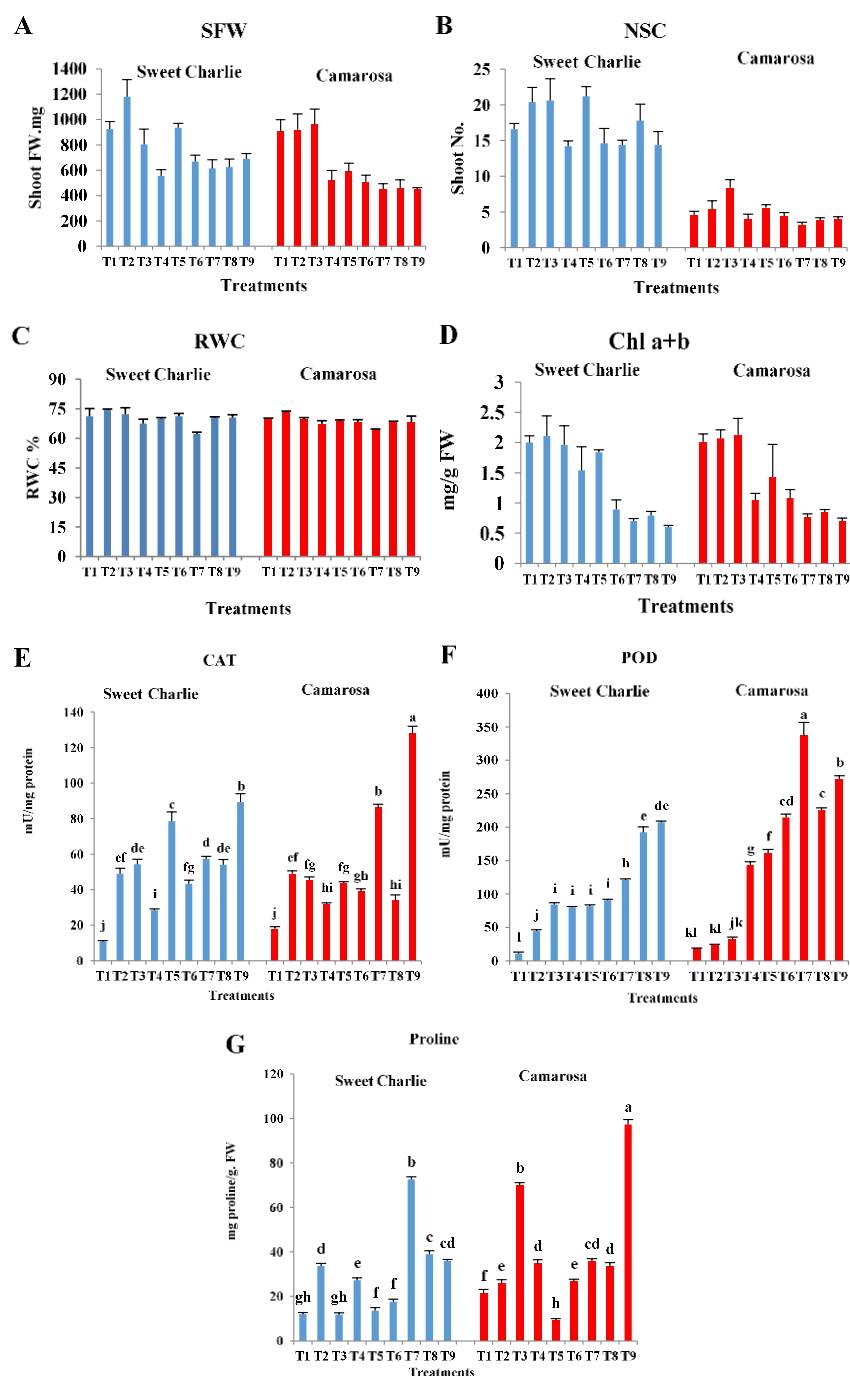 A
SFW
Sweet Charlie
Camarosa
Shoot FW.mg
1400
1200
1000
800
600
400
200
0
T1 T2 T3 T4 T5 T6 T7 T8 T9 T1 T2 T3 T4 T5 T6 T7 T8 T9
Treatments
B
NSC
Sweet Charlie
Camarosa
Shoot No.
25
20
15
10
5
0
T1 T2 T3 T4 T5 T6 T7 T8 T9 T1 T2 T3 T4 T5 T6 T7 T8 T9
Treatments
C
RWC
Sweet Charlie
Camarosa
RWC %
90
75
60
45
30
15
0
T1 T2 T3 T4 T5 T6 T7 T8 T9 T1 T2 T3 T4 T5 T6 T7 T8 T9
Treatments
D
Chl a+b
Sweet Charlie
Camarosa
mg/g FW
3
2.5
2
1.5
1
0.5
0
T1 T2 T3 T4 T5 T6 T7 T8 T9 T1 T2 T3 T4 T5 T6 T7 T8 T9
Treatments
E
CAT
Sweet Charlie
Camarosa
mU/mg protein
140
120
100
80
60
40
20
0
j ef de i c fg d de b j ef fg hi fg gh b hi a
T1 T2 T3 T4 T5 T6 T7 T8 T9 T1 T2 T3 T4 T5 T6 T7 T8 T9
Treatments
F
POD
Sweet Charlie
Camarosa
mU/mg protein
400
350
300
250
200
150
100
50
0
l j i i i i h e de kl kl jk g f cd a c b
T1 T2 T3 T4 T5 T6 T7 T8 T9 T1 T2 T3 T4 T5 T6 T7 T8 T9
Treatments
G
Proline
Sweet Charlie
Camarosa
mg proline/g. FW
120
100
80
60
40
20
0
gh d gh e f f b c cd f e b d h e cd d a
T1 T2 T3 T4 T5 T6 T7 T8 T9 T1 T2 T3 T4 T5 T6 T7 T8 T9
Treatments